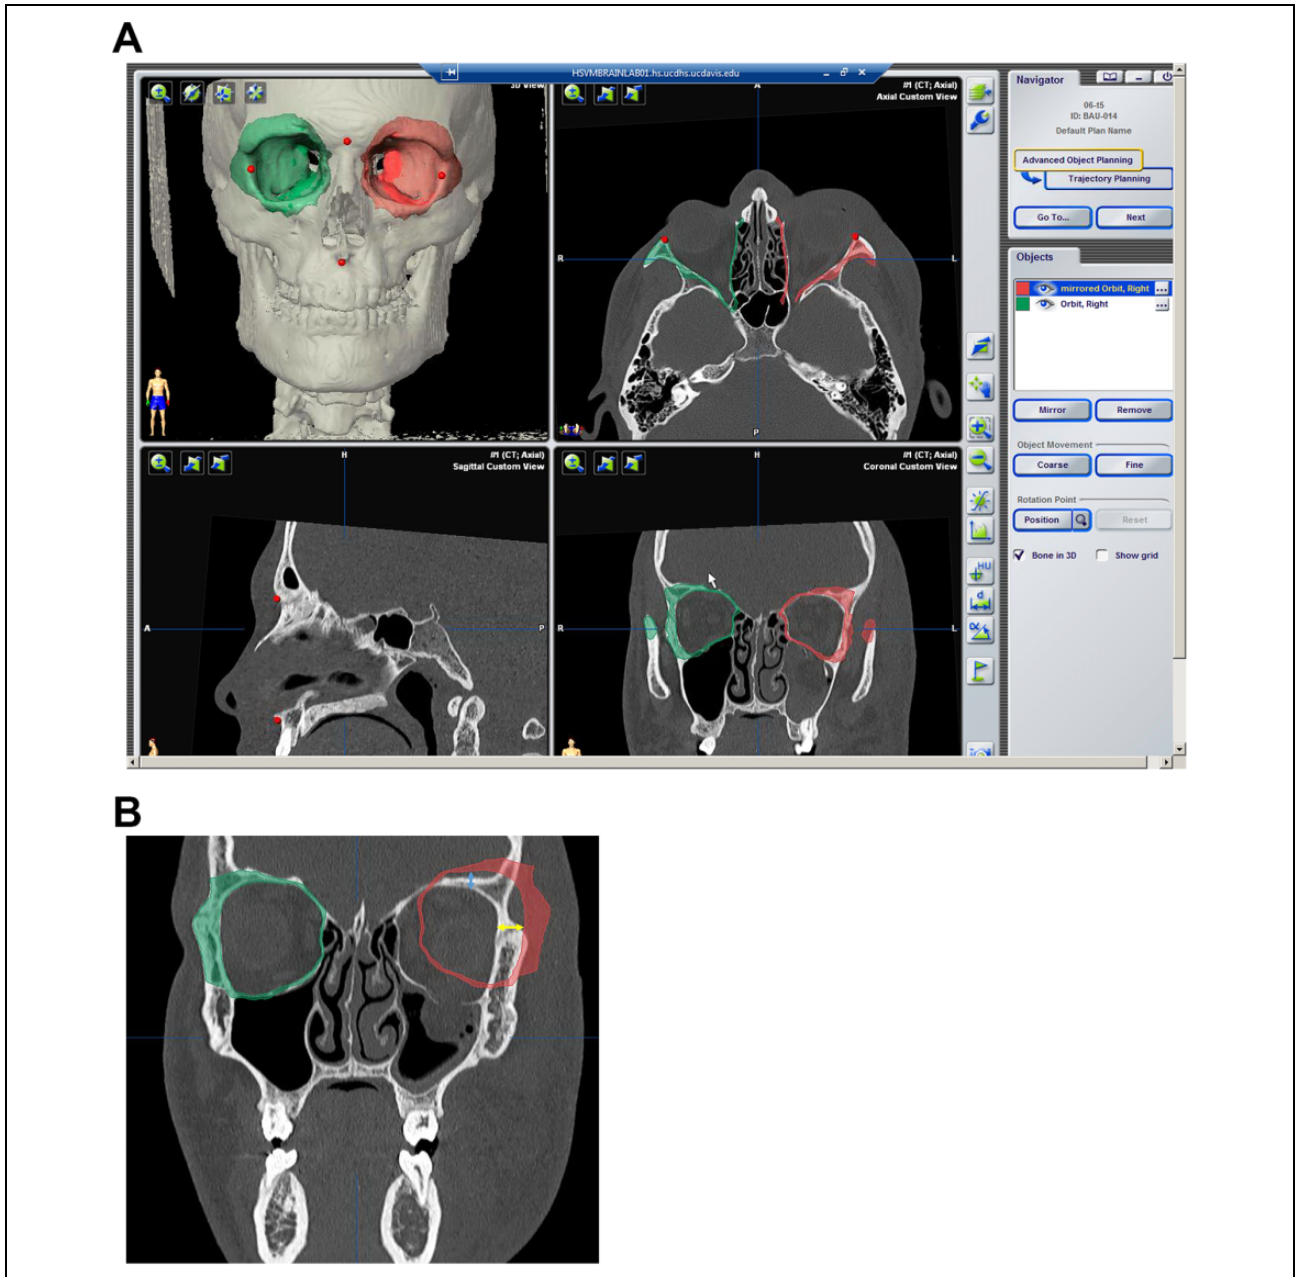 A
HSVMBRAINLAB01.hs.ucdhs.ucdavis.edu
3D View
#1 (CT; Axial)
Axial Custom View
A
R
L
P
#1 (CT; Axial)
Sagittal Custom View
H
A
P
#1 (CT; Axial)
Coronal Custom View
H
R
L
HU
d
Navigator
06-15
ID: BAU-014
Default Plan Name
Advanced Object Planning
Trajectory Planning
Go To... Next
Objects
mirrored Orbit, Right ...
Orbit, Right ...
Mirror Remove
Object Movement
Coarse Fine
Rotation Point
Position Reset
Bone in 3D Show grid
B